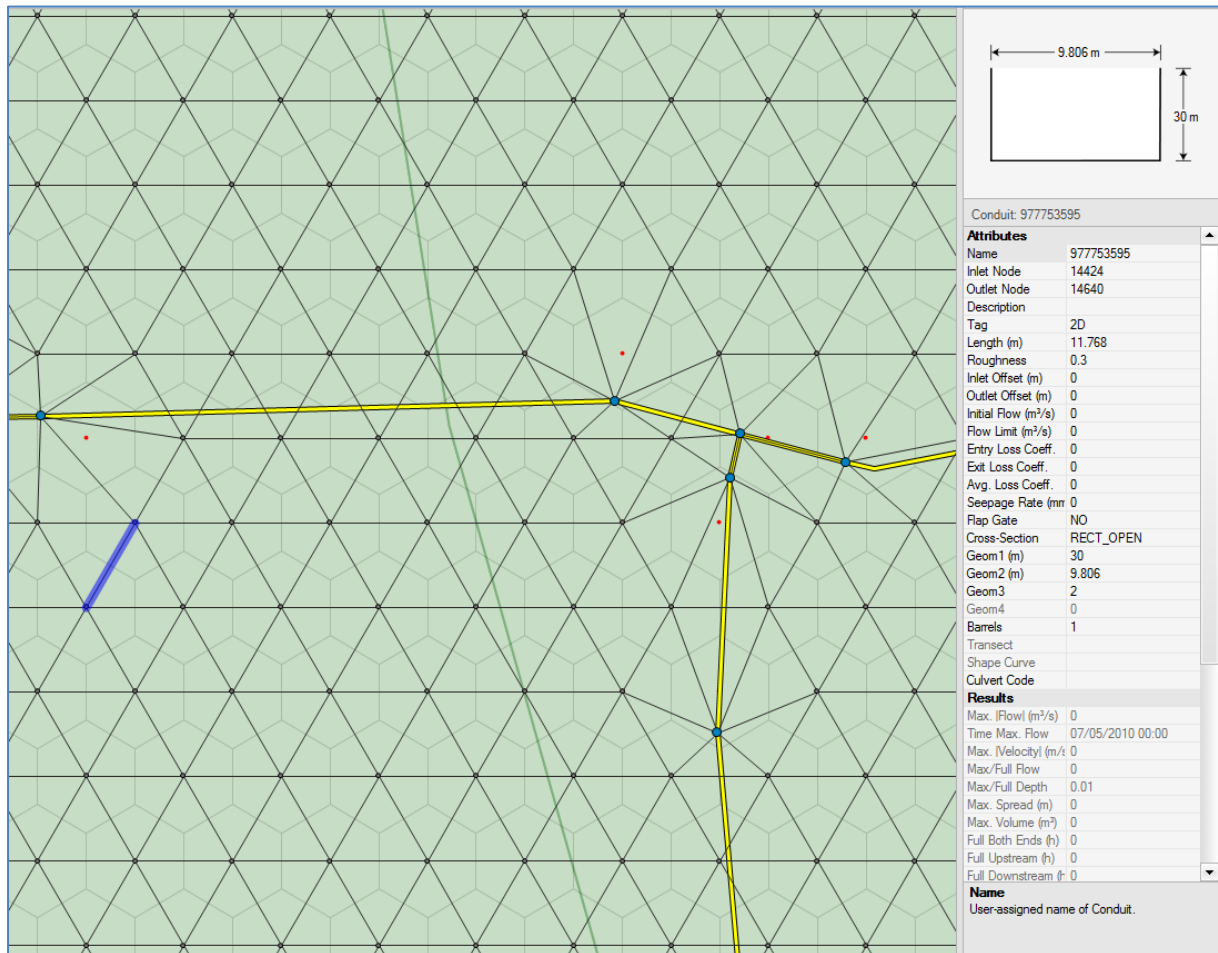 9.806 m
30 m
Conduit: 977753595
Attributes
Name 977753595
Inlet Node 14424
Outlet Node 14640
Description
Tag 2D
Length (m) 11.768
Roughness 0.3
Inlet Offset (m) 0
Outlet Offset (m) 0
Initial Flow (m³/s) 0
Flow Limit (m³/s) 0
Entry Loss Coeff. 0
Exit Loss Coeff. 0
Avg. Loss Coeff. 0
Seepage Rate (mm 0
Flap Gate NO
Cross-Section RECT_OPEN
Geom1 (m) 30
Geom2 (m) 9.806
Geom3 2
Geom4 0
Barrels 1
Transect
Shape Curve
Culvert Code
Results
Max. |Flow| (m³/s) 0
Time Max. Flow 07/05/2010 00:00
Max. |Velocity| (m/s 0
Max/Full Flow 0
Max/Full Depth 0.01
Max. Spread (m) 0
Max. Volume (m³) 0
Full Both Ends (h) 0
Full Upstream (h) 0
Full Downstream (h 0
Name
User-assigned name of Conduit.